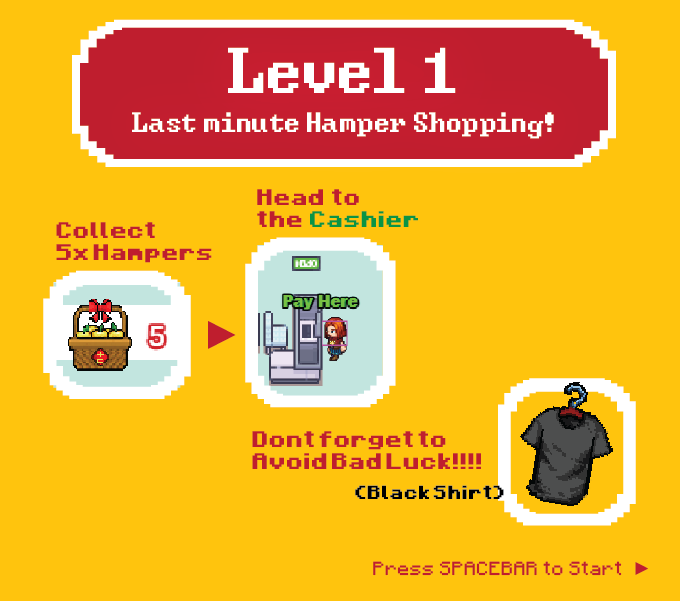 Level 1
Last minute Hamper Shopping!
Head to
the Cashier
Collect
5x Hampers
5
Pay Here
Dont forget to
Avoid Bad Luck!!!!
(Black Shirt)
Press SPACEBAR to Start